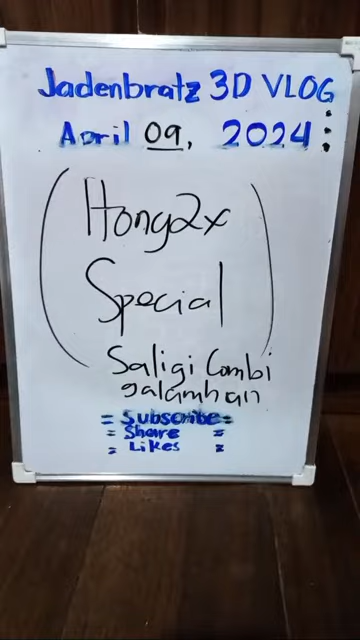 Jadenbratz 3D VLOG
April 09, 2024:
(Hong2x
Special)
Saligi Combi
galamhan
= Subscribe=
= Share =
= Likes =